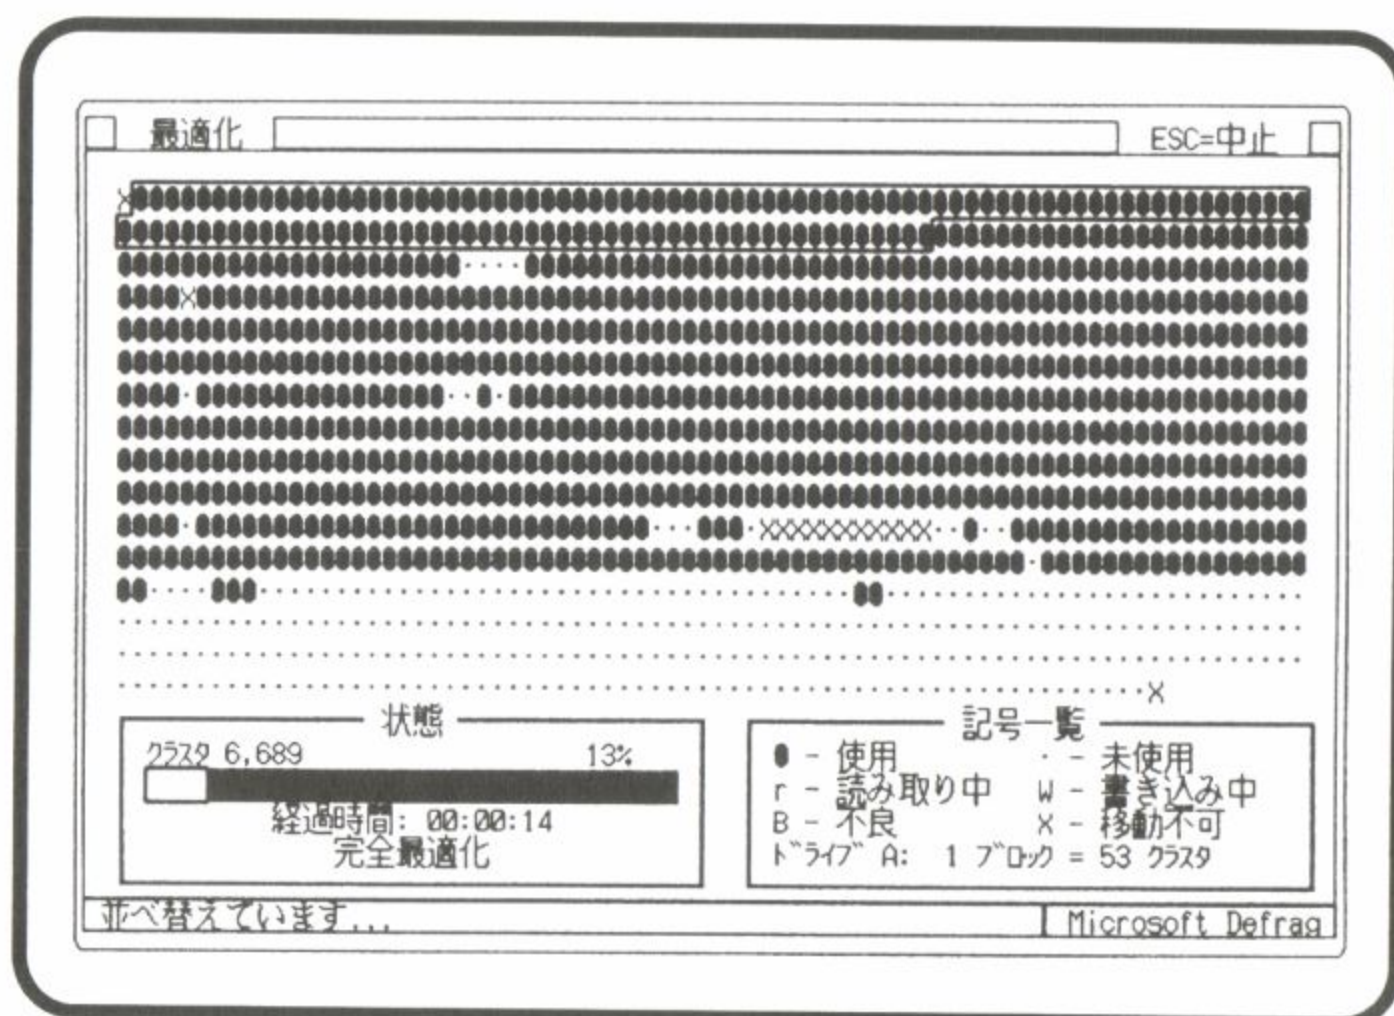 最適化 ESC=中止
状態
クラスタ 6,689 13%
経過時間: 00:00:14
完全最適化
記号一覧
使用 · - 未使用
r - 読み取り中 W - 書き込み中
B - 不良 X - 移動不可
ドライブ A: 1 ブロック = 53 クラスタ
並べ替えています...
Microsoft Defrag